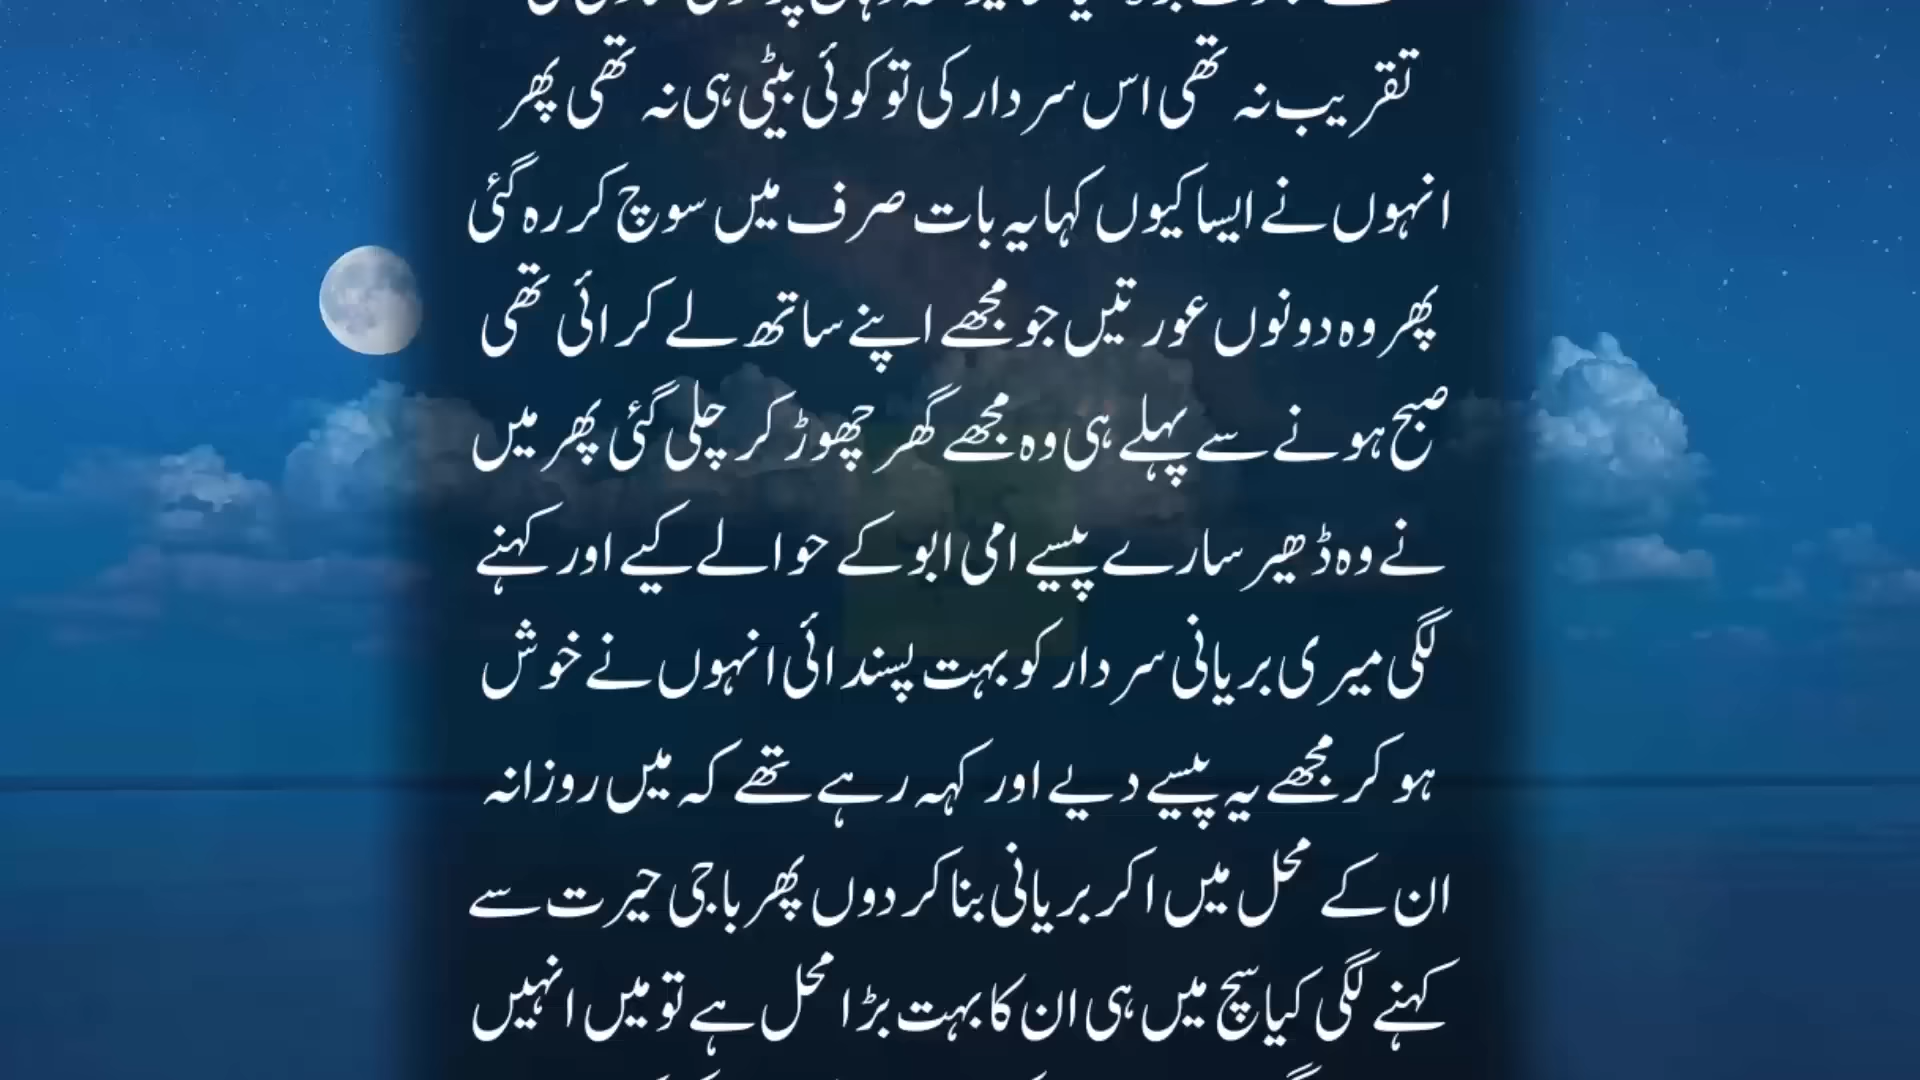 تقریب نہ تھی اس سردار کی تو کوئی بیٹی ہی نہ تھی پھر
انہوں نے ایسا کیوں کہا یہ بات صرف میں سوچ کر رہ گئی
پھر وہ دونوں عورتیں جو مجھے اپنے ساتھ لے کر ائی تھی
صبح ہونے سے پہلے ہی وہ مجھے گھر چھوڑ کر چلی گئی پھر میں
نے وہ ڈھیر سارے پیسے امی ابو کے حوالے کیے اور کہنے
لگی میری بریانی سردار کو بہت پسند ائی انہوں نے خوش
ہو کر مجھے یہ پیسے دیے اور کہہ رہے تھے کہ میں روزانہ
ان کے محل میں اکر بریانی بنا کر دوں پھر باجی حیرت سے
کہنے لگی کیا سچ میں ہی ان کا بہت بڑا محل ہے تو میں انہیں